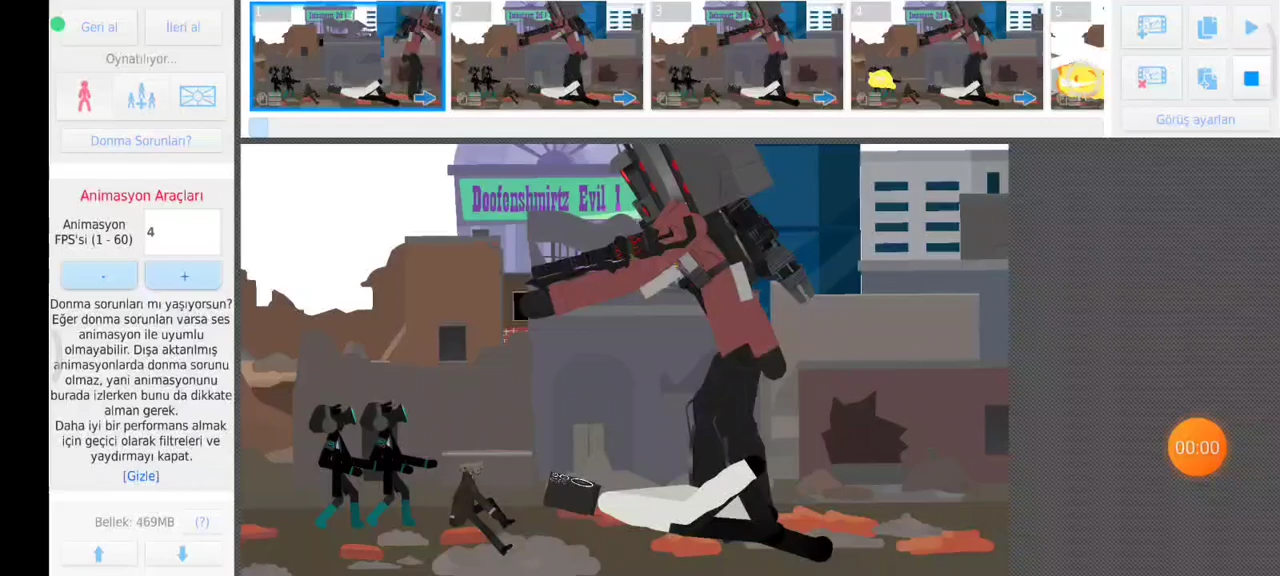 Geri al
İleri al
Oynatılıyor...
Donma Sorunları?
Animasyon Araçları
Animasyon
FPS'si (1 - 60)
4
-
+
Donma sorunları mı yaşıyorsun?
Eğer donma sorunları varsa ses
animasyon ile uyumlu
olmayabilir. Dışa aktarılmış
animasyonlarda donma sorunu
olmaz, yani animasyonunu
burada izlerken bunu da dikkate
alman gerek.
Daha iyi bir performans almak
için geçici olarak filtreleri ve
yaydırmayı kapat.
[Gizle]
Bellek: 469MB
(?)
1
2
3
4
5
Görüş ayarları
Doofenshmirtz Evil I
00:00